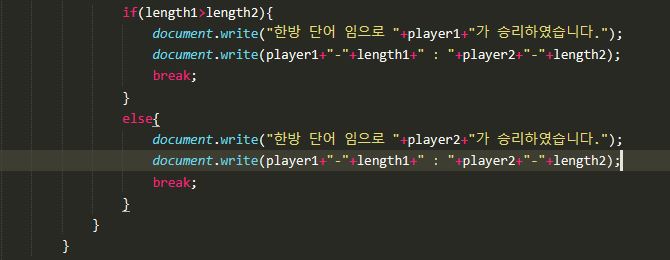 if(length1>length2){
document.write("한방 단어 임으로 "+player1+"가 승리하였습니다.");
document.write(player1+"-"+length1+" : "+player2+"-"+length2);
break;
}
else{
document.write("한방 단어 임으로 "+player2+"가 승리하였습니다.");
document.write(player1+"-"+length1+" : "+player2+"-"+length2);
break;
}
}
}